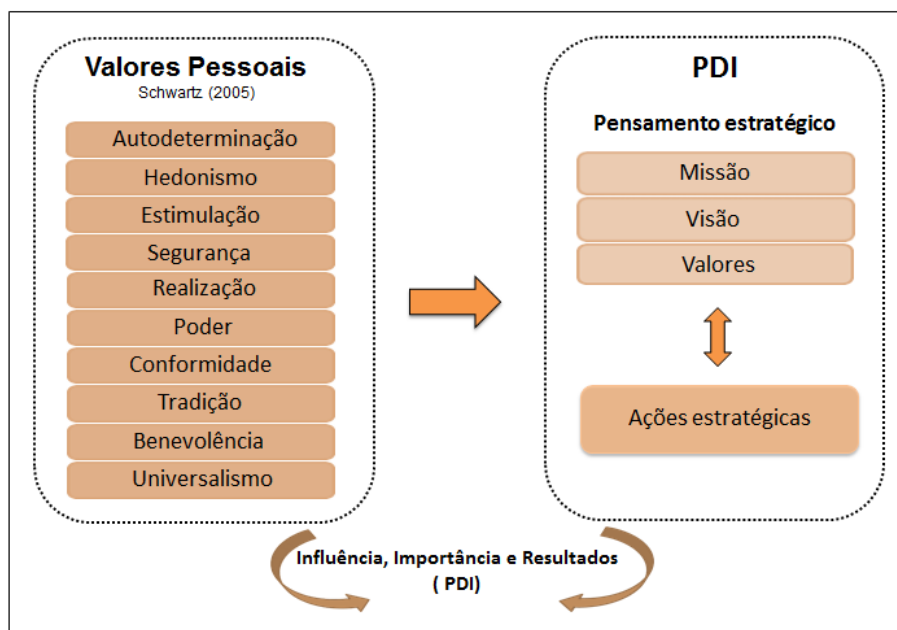 Valores Pessoais
Schwartz (2005)
Autodeterminação
Hedonismo
Estimulação
Segurança
Realização
Poder
Conformidade
Tradição
Benevolência
Universalismo
PDI
Pensamento estratégico
Missão
Visão
Valores
Ações estratégicas
Influência, Importância e Resultados
( PDI)